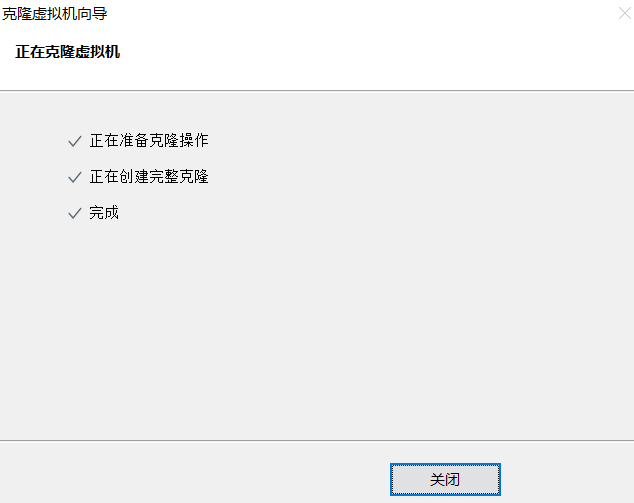 克隆虚拟机向导
正在克隆虚拟机
正在准备克隆操作
正在创建完整克隆
完成
关闭